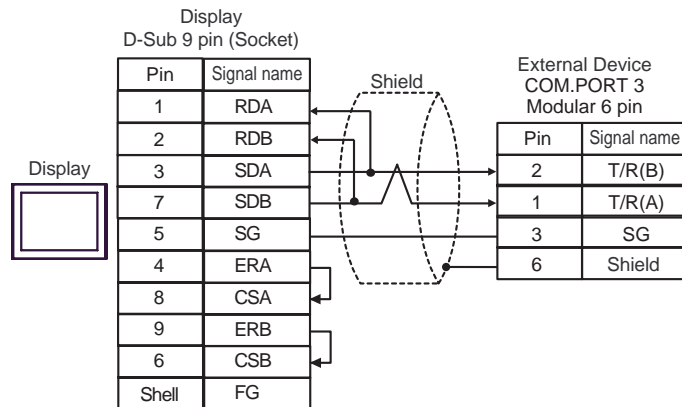 Display
D-Sub 9 pin (Socket)
Pin Signal name
1 RDA
2 RDB
3 SDA
7 SDB
5 SG
4 ERA
8 CSA
9 ERB
6 CSB
Shell FG
Display
Shield
External Device
COM.PORT 3
Modular 6 pin
Pin Signal name
2 T/R(B)
1 T/R(A)
3 SG
6 Shield